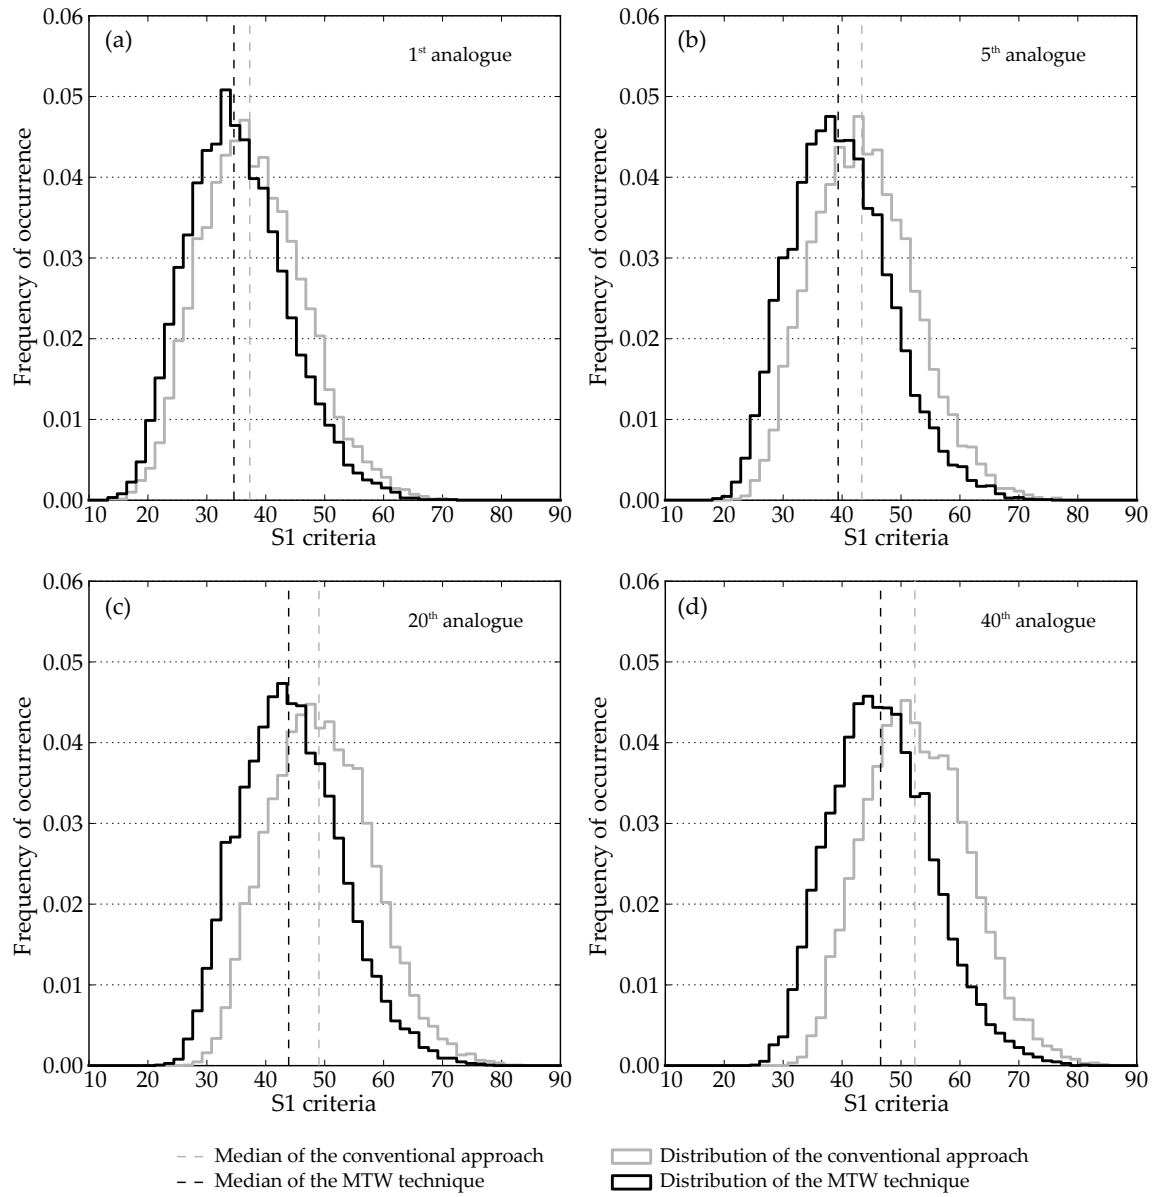 (a)
1st analogue
0.06
0.05
0.04
0.03
0.02
0.01
0.00
Frequency of occurrence
10 20 30 40 50 60 70 80 90
S1 criteria
(b)
5th analogue
0.06
0.05
0.04
0.03
0.02
0.01
0.00
Frequency of occurrence
10 20 30 40 50 60 70 80 90
S1 criteria
(c)
20th analogue
0.06
0.05
0.04
0.03
0.02
0.01
0.00
Frequency of occurrence
10 20 30 40 50 60 70 80 90
S1 criteria
(d)
40th analogue
0.06
0.05
0.04
0.03
0.02
0.01
0.00
Frequency of occurrence
10 20 30 40 50 60 70 80 90
S1 criteria
Median of the conventional approach
Median of the MTW technique
Distribution of the conventional approach
Distribution of the MTW technique